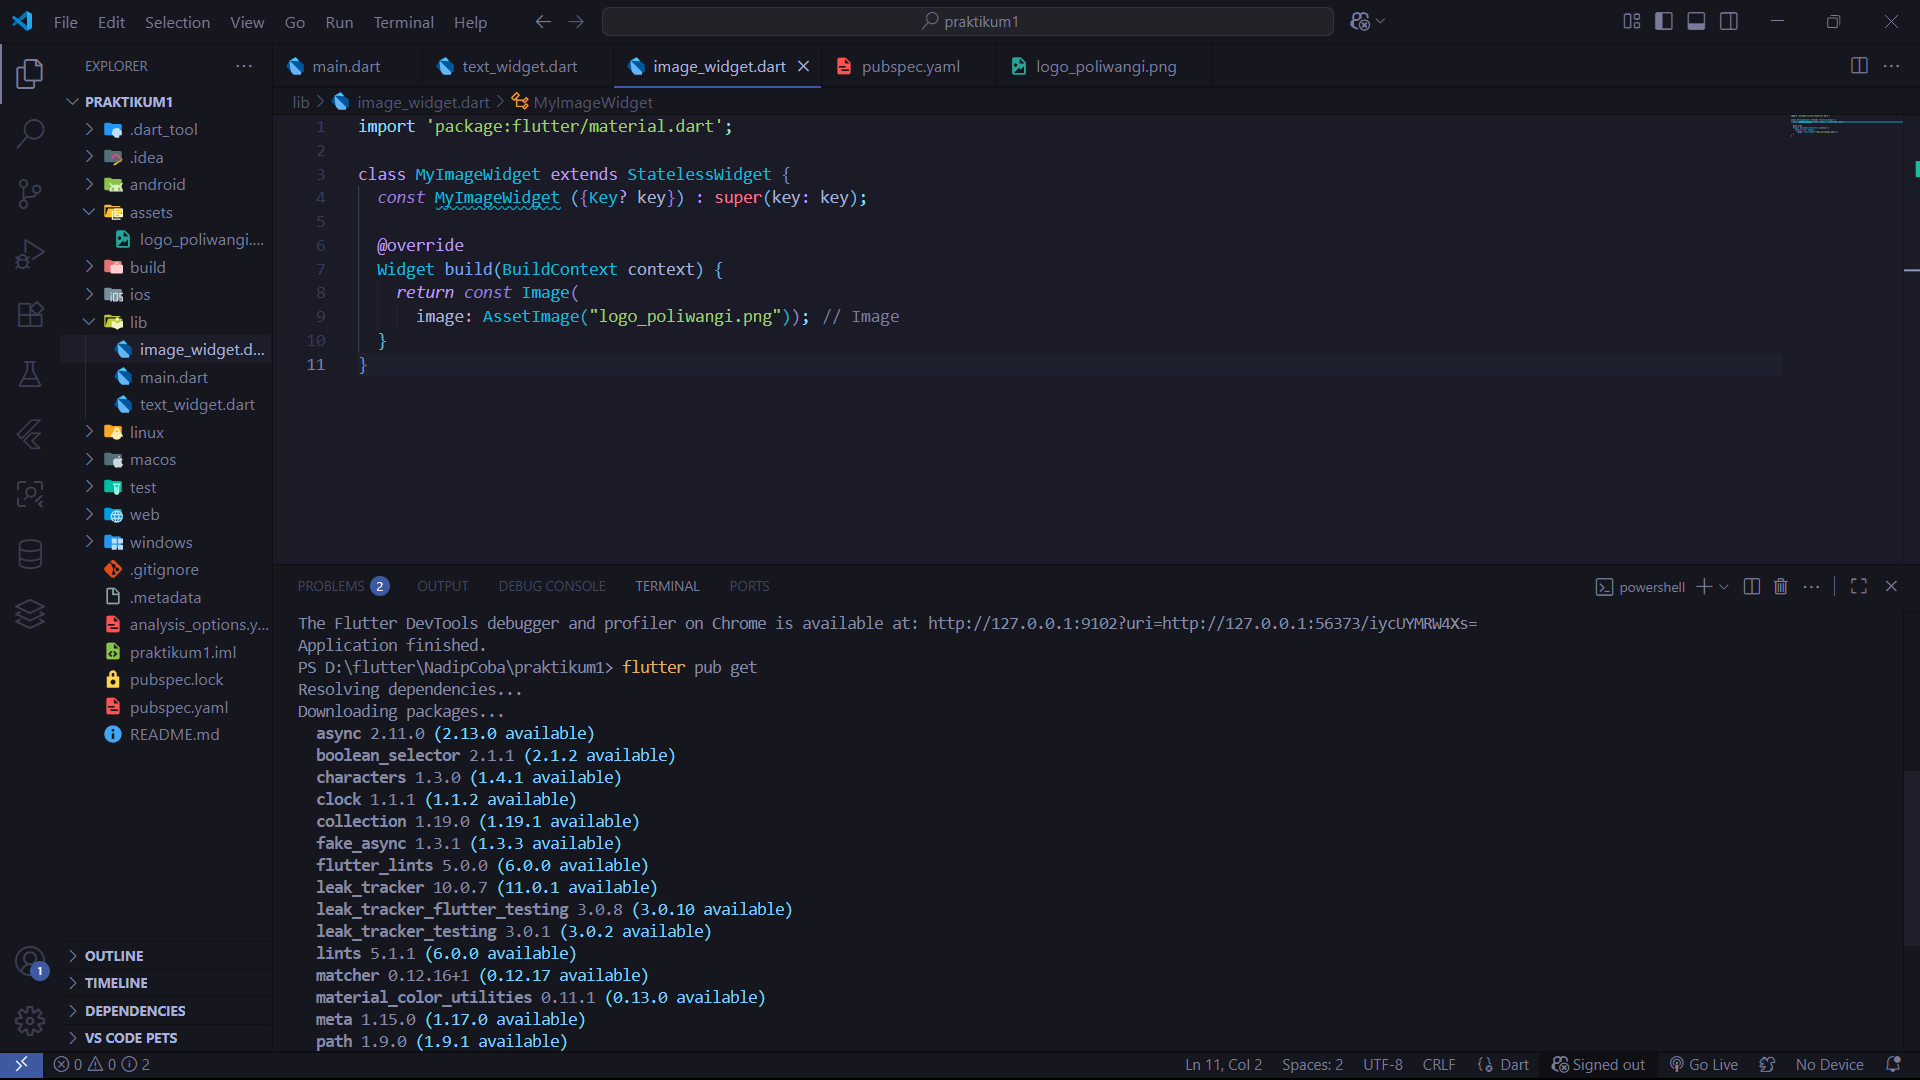 File Edit Selection View Go Run Terminal Help praktikum1
EXPLORER
PRAKTIKUM1
.dart_tool
.idea
android
assets
logo_poliwangi....
build
ios
lib
image_widget.d...
main.dart
text_widget.dart
linux
macos
test
web
windows
.gitignore
.metadata
analysis_options.y...
praktikum1.iml
pubspec.lock
pubspec.yaml
README.md
OUTLINE
TIMELINE
DEPENDENCIES
VS CODE PETS
1
main.dart text_widget.dart image_widget.dart pubspec.yaml logo_poliwangi.png
lib > image_widget.dart > MyImageWidget
1 import 'package:flutter/material.dart';
2
3 class MyImageWidget extends StatelessWidget {
4 const MyImageWidget ({Key? key}) : super(key: key);
5
6 @override
7 Widget build(BuildContext context) {
8 return const Image(
9 image: AssetImage("logo_poliwangi.png")); // Image
10 }
11 }
PROBLEMS 2 OUTPUT DEBUG CONSOLE TERMINAL PORTS powershell
The Flutter DevTools debugger and profiler on Chrome is available at: http://127.0.0.1:9102?uri=http://127.0.0.1:56373/iycUYMRW4Xs=
Application finished.
PS D:\flutter\NadipCoba\praktikum1> flutter pub get
Resolving dependencies...
Downloading packages...
async 2.11.0 (2.13.0 available)
boolean_selector 2.1.1 (2.1.2 available)
characters 1.3.0 (1.4.1 available)
clock 1.1.1 (1.1.2 available)
collection 1.19.0 (1.19.1 available)
fake_async 1.3.1 (1.3.3 available)
flutter_lints 5.0.0 (6.0.0 available)
leak_tracker 10.0.7 (11.0.1 available)
leak_tracker_flutter_testing 3.0.8 (3.0.10 available)
leak_tracker_testing 3.0.1 (3.0.2 available)
lints 5.1.1 (6.0.0 available)
matcher 0.12.16+1 (0.12.17 available)
material_color_utilities 0.11.1 (0.13.0 available)
meta 1.15.0 (1.17.0 available)
path 1.9.0 (1.9.1 available)
0 0 2 Ln 11, Col 2 Spaces: 2 UTF-8 CRLF Dart Signed out Go Live No Device